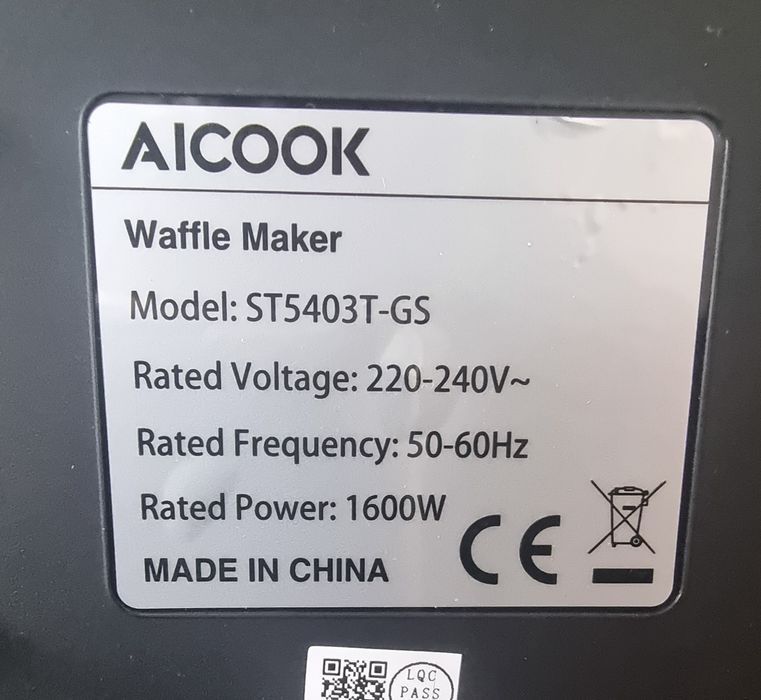 AICOOK
Waffle Maker
Model: ST5403T-GS
Rated Voltage: 220-240V~
Rated Frequency: 50-60Hz
Rated Power: 1600W
MADE IN CHINA
CE
LQC
PASS